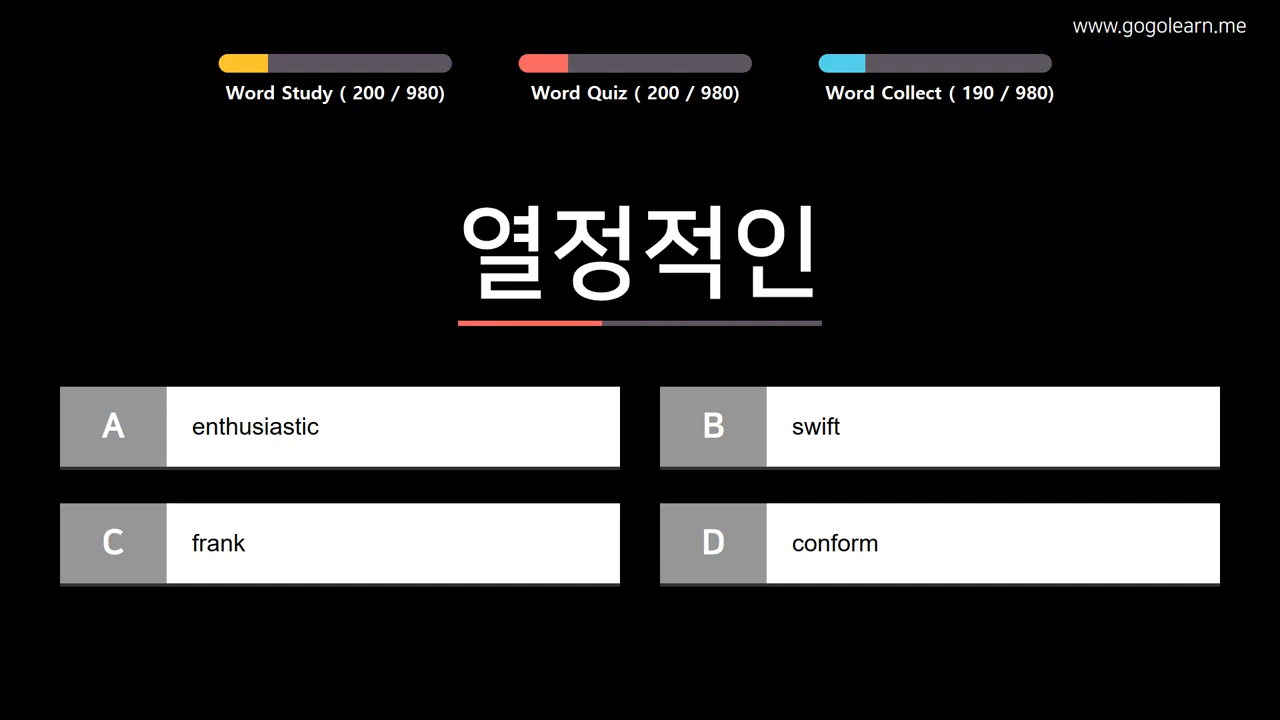 www.gogolearn.me
Word Study ( 200 / 980)
Word Quiz ( 200 / 980)
Word Collect ( 190 / 980)
열정적인
A enthusiastic
B swift
C frank
D conform